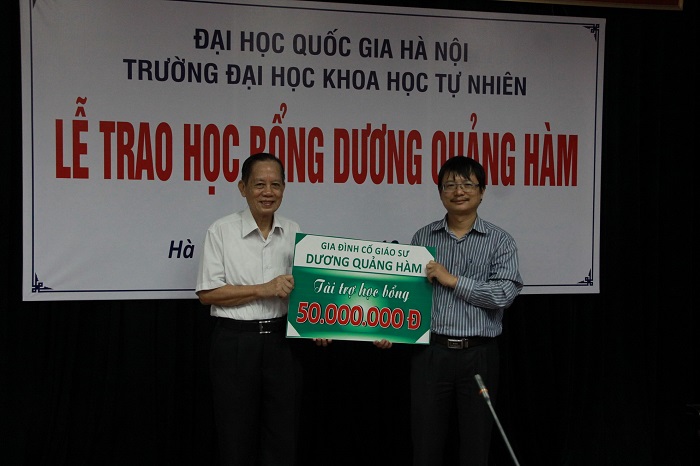 ĐẠI HỌC QUỐC GIA HÀ NỘI
TRƯỜNG ĐẠI HỌC KHOA HỌC TỰ NHIÊN
LỄ TRAO HỌC BỔNG DƯƠNG QUẢNG HÀM
Hà
GIA ĐÌNH CỐ GIÁO SƯ
DƯƠNG QUẢNG HÀM
Tài trợ học bổng
50.000.000 Đ